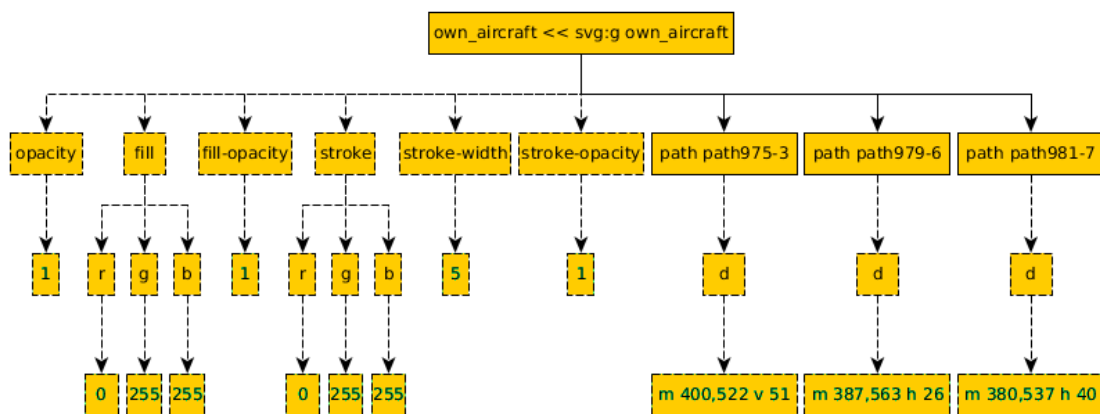 own_aircraft << svg:g own_aircraft
opacity fill fill-opacity stroke stroke-width stroke-opacity path path975-3 path path979-6 path path981-7
1 r g b 1 r g b 5 1 d d d
0 255 255 0 255 255 m 400,522 v 51 m 387,563 h 26 m 380,537 h 40